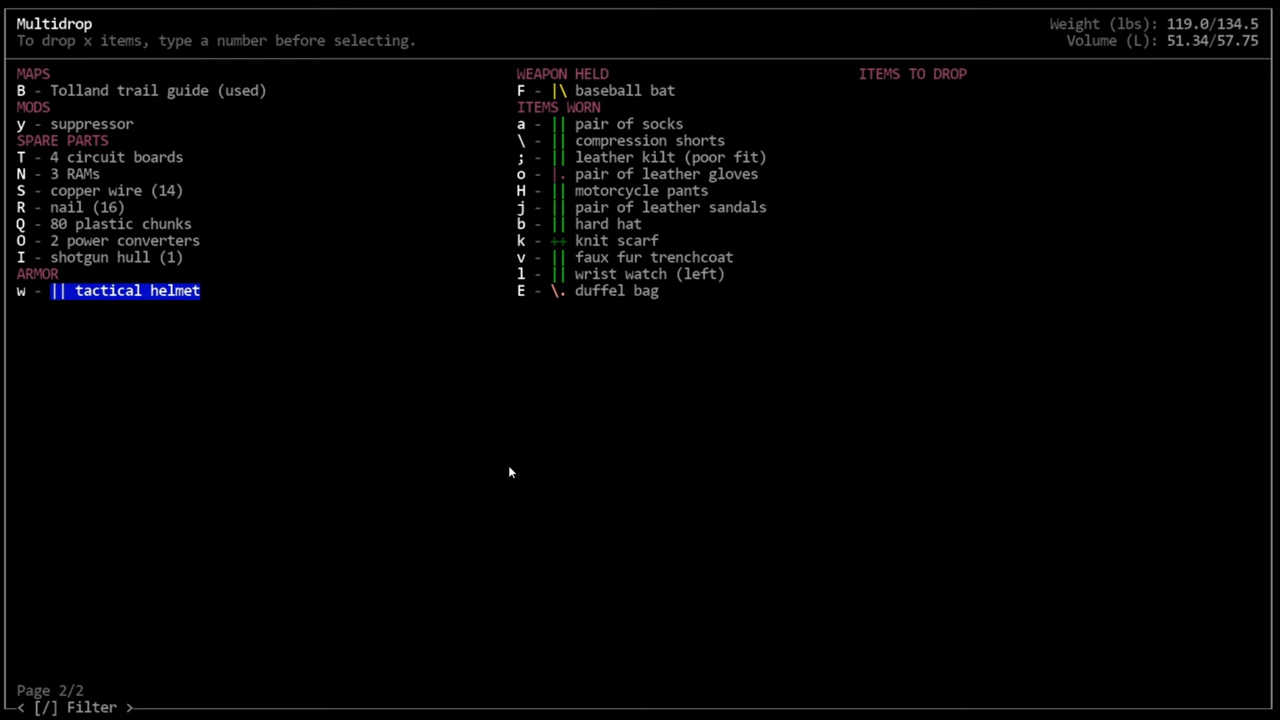 Multidrop
To drop x items, type a number before selecting.
Weight (lbs): 119.0/134.5
Volume (L): 51.34/57.75
MAPS
B - Tolland trail guide (used)
MODS
y - suppressor
SPARE PARTS
T - 4 circuit boards
N - 3 RAMs
S - copper wire (14)
R - nail (16)
Q - 80 plastic chunks
O - 2 power converters
I - shotgun hull (1)
ARMOR
w - || tactical helmet
WEAPON HELD
F - |\ baseball bat
ITEMS WORN
a - || pair of socks
\ - || compression shorts
; - || leather kilt (poor fit)
o - |. pair of leather gloves
H - || motorcycle pants
j - || pair of leather sandals
b - || hard hat
k - ++ knit scarf
v - || faux fur trenchcoat
l - || wrist watch (left)
E - \. duffel bag
ITEMS TO DROP
Page 2/2
< [/] Filter >